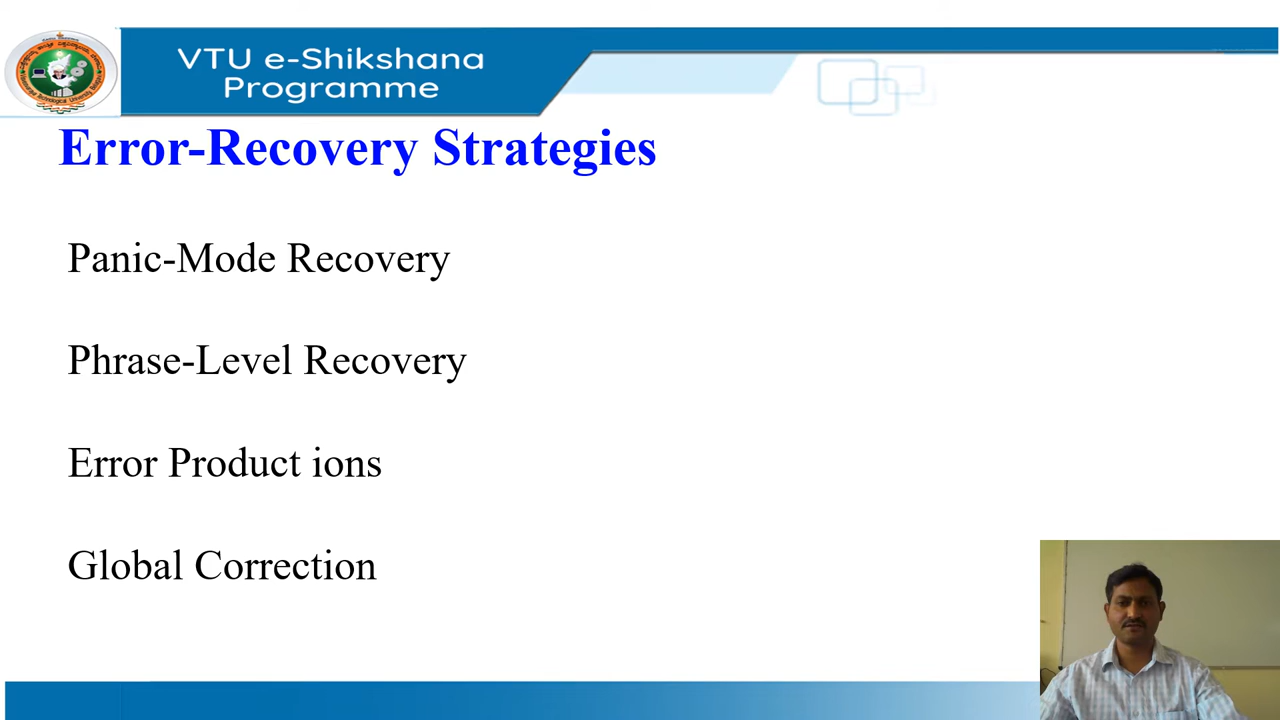 VTU e-Shikshana
Programme
Error-Recovery Strategies
Panic-Mode Recovery
Phrase-Level Recovery
Error Product ions
Global Correction